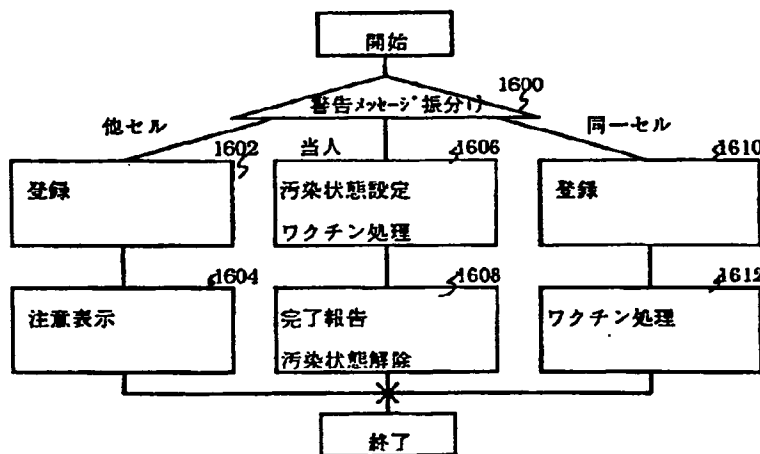 開始
1600
警告メッセージ振分け
他セル
当人
同一セル
1602
1606
1610
登録
汚染状態設定
ワクチン処理
登録
1604
1608
1612
注意表示
完了報告
汚染状態解除
ワクチン処理
終了